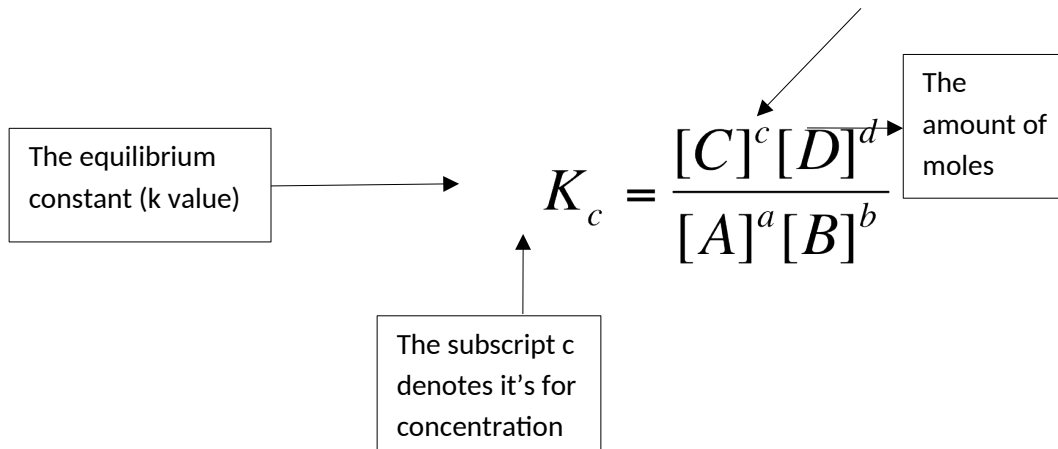 The
amount of
moles
The equilibrium
constant (k value)
K_c = [C]^c [D]^d / [A]^a [B]^b
The subscript c
denotes it’s for
concentration